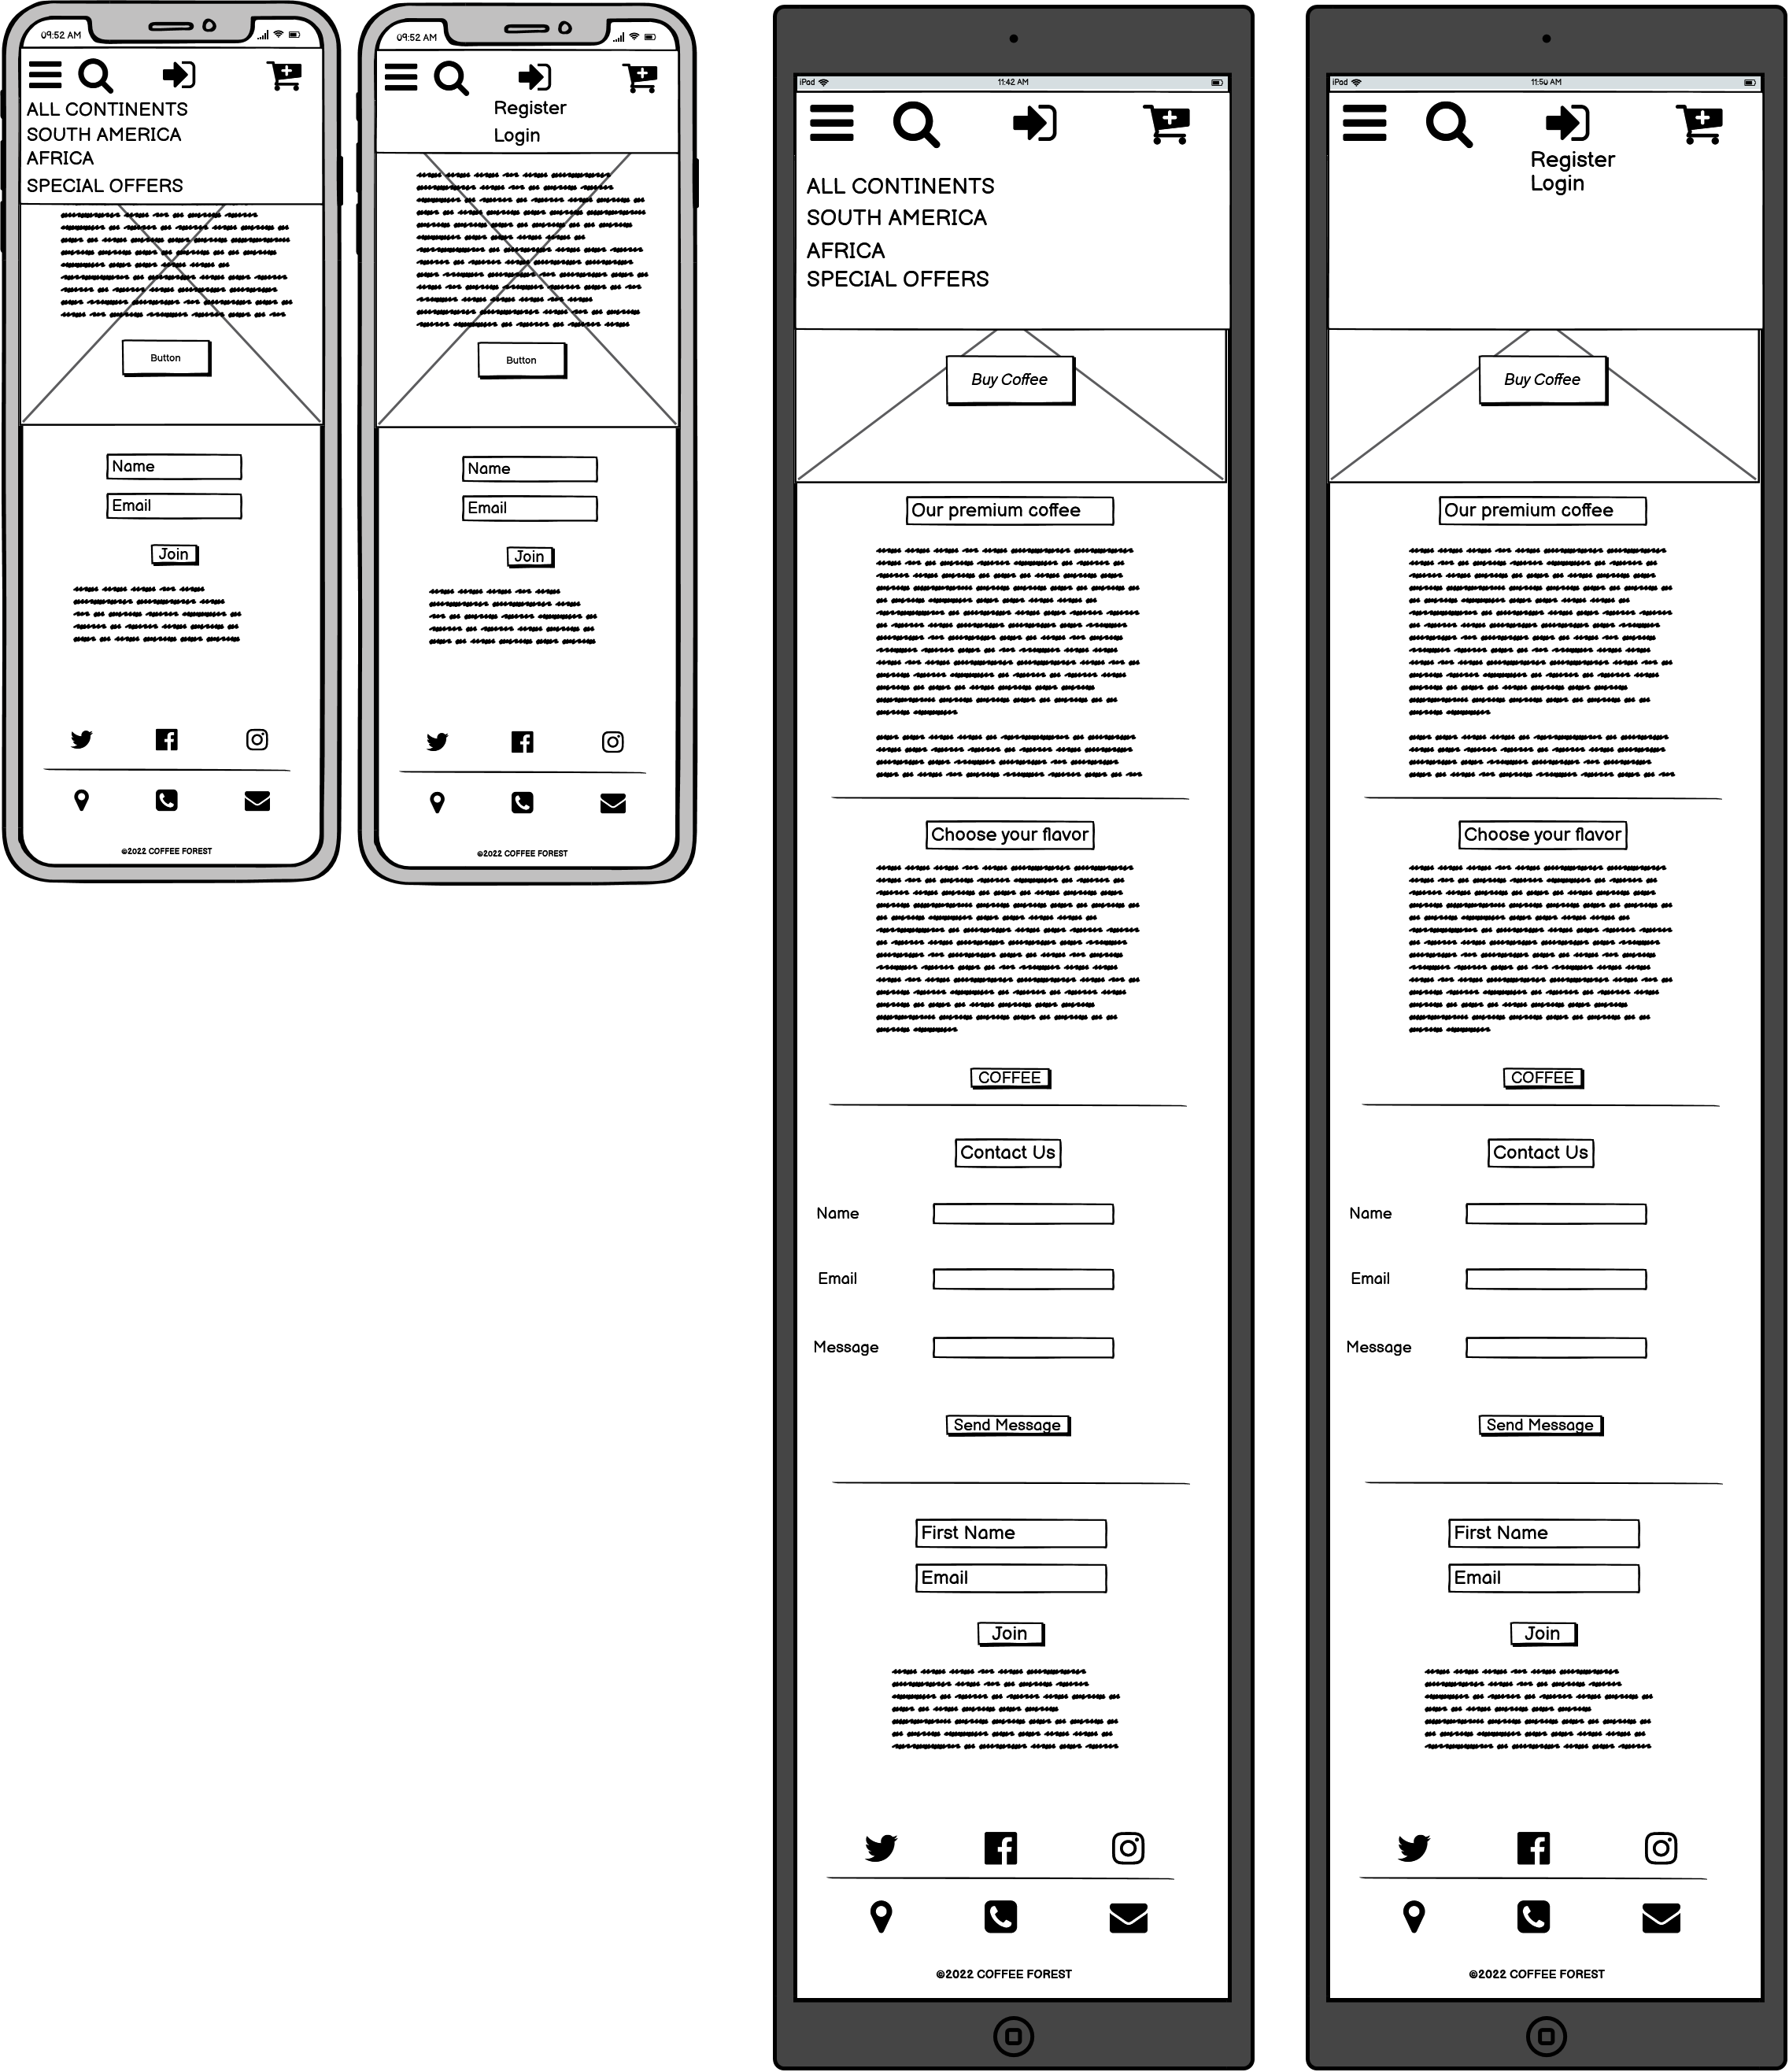 09:52 AM
ALL CONTINENTS
SOUTH AMERICA
AFRICA
SPECIAL OFFERS
Button
Name
Email
Join
©2022 COFFEE FOREST
09:52 AM
Register
Login
Button
Name
Email
Join
©2022 COFFEE FOREST
iPad 11:42 AM
ALL CONTINENTS
SOUTH AMERICA
AFRICA
SPECIAL OFFERS
Buy Coffee
Our premium coffee
Choose your flavor
COFFEE
Contact Us
Name
Email
Message
Send Message
First Name
Email
Join
©2022 COFFEE FOREST
iPad 11:50 AM
Register
Login
Buy Coffee
Our premium coffee
Choose your flavor
COFFEE
Contact Us
Name
Email
Message
Send Message
First Name
Email
Join
©2022 COFFEE FOREST